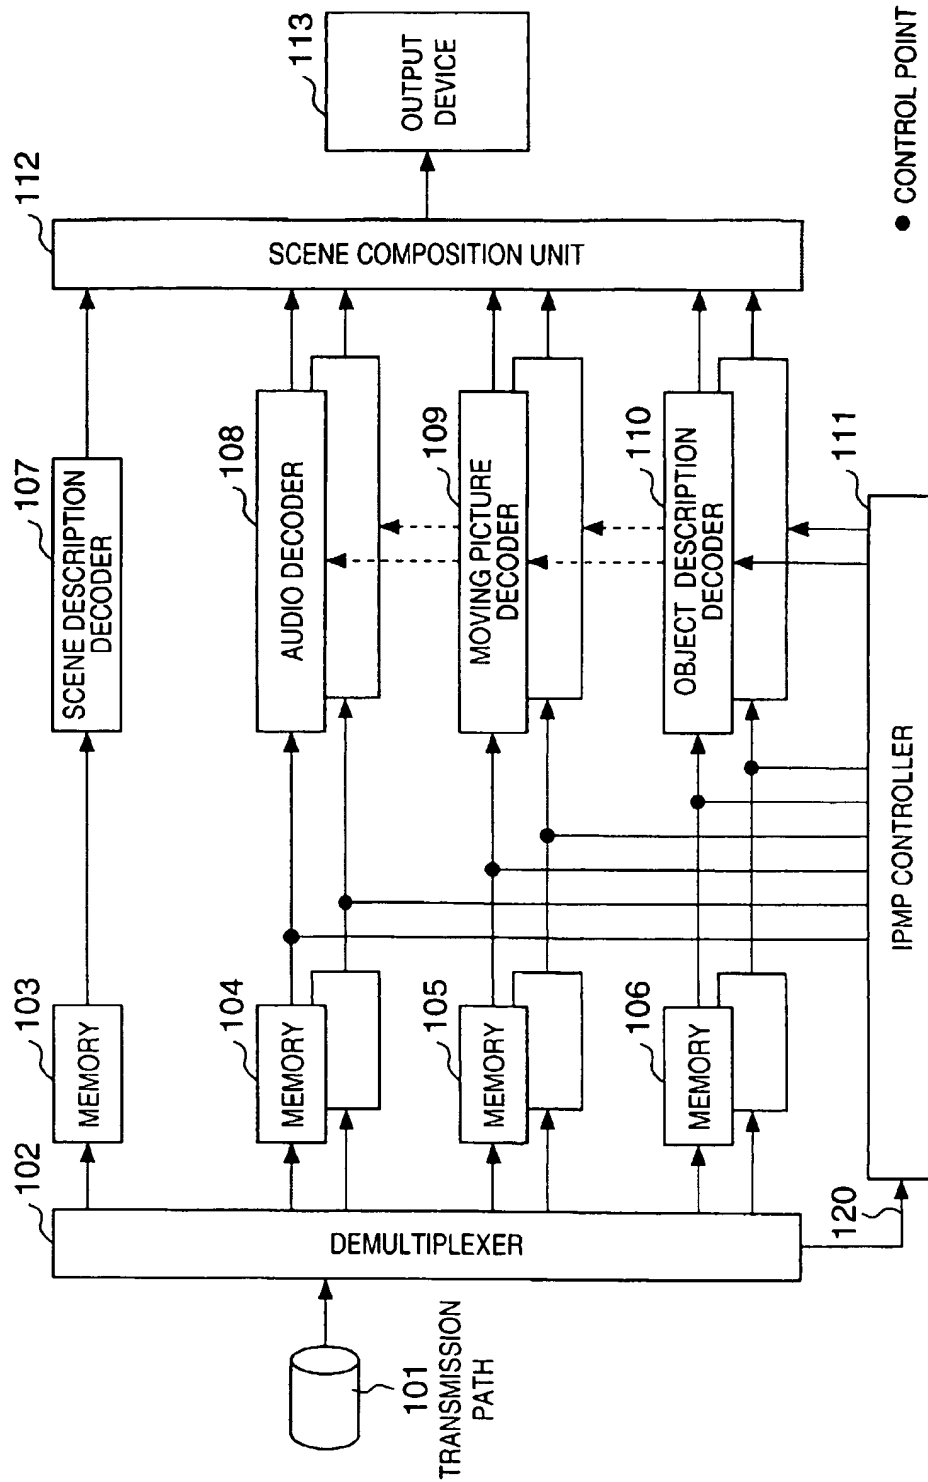 101
TRANSMISSION
PATH
102
DEMULTIPLEXER
120
103
MEMORY
104
MEMORY
105
MEMORY
106
MEMORY
107
SCENE DESCRIPTION
DECODER
108
AUDIO DECODER
109
MOVING PICTURE
DECODER
110
OBJECT DESCRIPTION
DECODER
111
IPMP CONTROLLER
112
SCENE COMPOSITION UNIT
113
OUTPUT
DEVICE
● CONTROL POINT